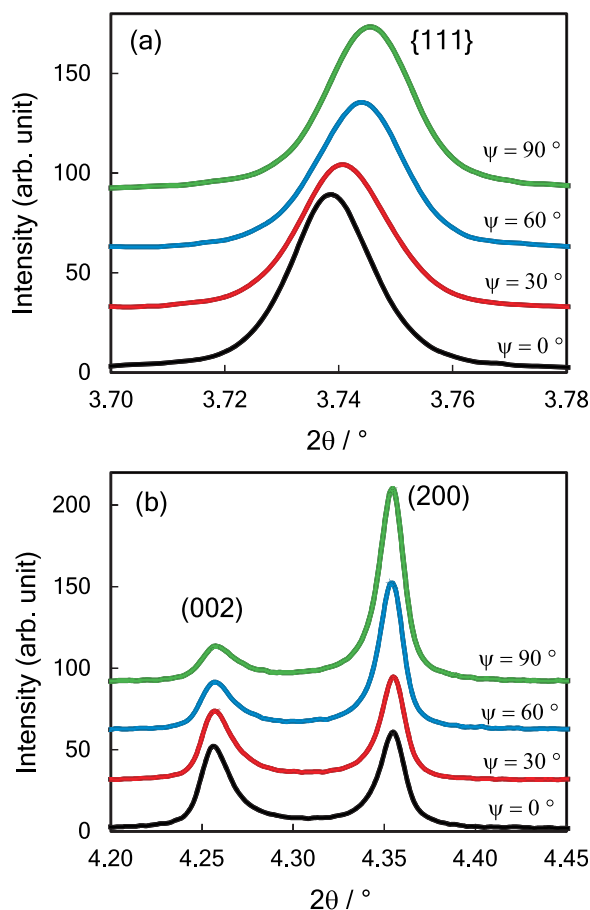 (a)
{111}
Intensity (arb. unit)
150
100
50
0
ψ = 90 °
ψ = 60 °
ψ = 30 °
ψ = 0 °
3.70 3.72 3.74 3.76 3.78
2θ / °
(b)
(200)
(002)
Intensity (arb. unit)
200
150
100
50
0
ψ = 90 °
ψ = 60 °
ψ = 30 °
ψ = 0 °
4.20 4.25 4.30 4.35 4.40 4.45
2θ / °